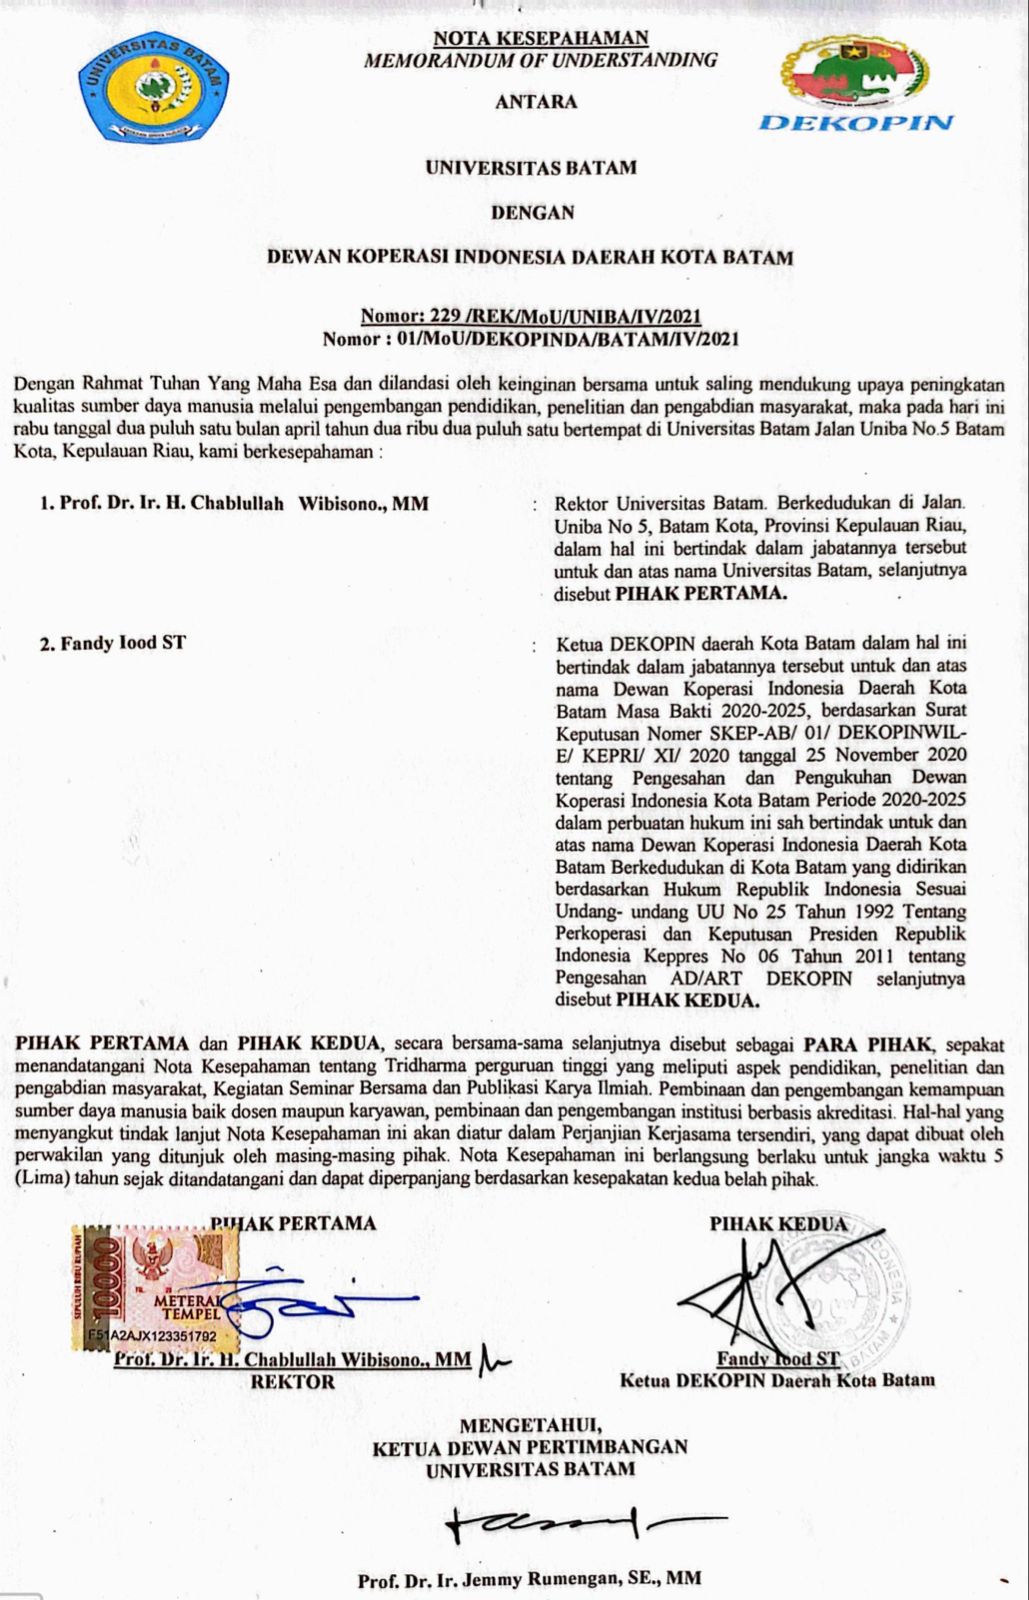 NOTA KESEPAHAMAN
MEMORANDUM OF UNDERSTANDING
ANTARA
UNIVERSITAS BATAM
DEKOPIN
UNIVERSITAS BATAM
DENGAN
DEWAN KOPERASI INDONESIA DAERAH KOTA BATAM
Nomor: 229 /REK/MoU/UNIBA/IV/2021
Nomor : 01/MoU/DEKOPINDA/BATAM/IV/2021
Dengan Rahmat Tuhan Yang Maha Esa dan dilandasi oleh keinginan bersama untuk saling mendukung upaya peningkatan
kualitas sumber daya manusia melalui pengembangan pendidikan, penelitian dan pengabdian masyarakat, maka pada hari ini
rabu tanggal dua puluh satu bulan april tahun dua ribu dua puluh satu bertempat di Universitas Batam Jalan Uniba No.5 Batam
Kota, Kepulauan Riau, kami berkesepahaman :
1. Prof. Dr. Ir. H. Chablullah Wibisono., MM
: Rektor Universitas Batam. Berkedudukan di Jalan.
Uniba No 5, Batam Kota, Provinsi Kepulauan Riau,
dalam hal ini bertindak dalam jabatannya tersebut
untuk dan atas nama Universitas Batam, selanjutnya
disebut PIHAK PERTAMA.
2. Fandy Iood ST
: Ketua DEKOPIN daerah Kota Batam dalam hal ini
bertindak dalam jabatannya tersebut untuk dan atas
nama Dewan Koperasi Indonesia Daerah Kota
Batam Masa Bakti 2020-2025, berdasarkan Surat
Keputusan Nomer SKEP-AB/ 01/ DEKOPINWIL-
E/ KEPRI/ XI/ 2020 tanggal 25 November 2020
tentang Pengesahan dan Pengukuhan Dewan
Koperasi Indonesia Kota Batam Periode 2020-2025
dalam perbuatan hukum ini sah bertindak untuk dan
atas nama Dewan Koperasi Indonesia Daerah Kota
Batam Berkedudukan di Kota Batam yang didirikan
berdasarkan Hukum Republik Indonesia Sesuai
Undang- undang UU No 25 Tahun 1992 Tentang
Perkoperasi dan Keputusan Presiden Republik
Indonesia Keppres No 06 Tahun 2011 tentang
Pengesahan AD/ART DEKOPIN selanjutnya
disebut PIHAK KEDUA.
PIHAK PERTAMA dan PIHAK KEDUA, secara bersama-sama selanjutnya disebut sebagai PARA PIHAK, sepakat
menandatangani Nota Kesepahaman tentang Tridharma perguruan tinggi yang meliputi aspek pendidikan, penelitian dan
pengabdian masyarakat, Kegiatan Seminar Bersama dan Publikasi Karya Ilmiah. Pembinaan dan pengembangan kemampuan
sumber daya manusia baik dosen maupun karyawan, pembinaan dan pengembangan institusi berbasis akreditasi. Hal-hal yang
menyangkut tindak lanjut Nota Kesepahaman ini akan diatur dalam Perjanjian Kerjasama tersendiri, yang dapat dibuat oleh
perwakilan yang ditunjuk oleh masing-masing pihak. Nota Kesepahaman ini berlangsung berlaku untuk jangka waktu 5
(Lima) tahun sejak ditandatangani dan dapat diperpanjang berdasarkan kesepakatan kedua belah pihak.
PIHAK PERTAMA
PIHAK KEDUA
SEPULUH RIBU RUPIAH
10000
METERAI
TEMPEL
F51A2AJX123351792
Prof. Dr. Ir. H. Chablullah Wibisono., MM
REKTOR
Fandy Iood ST
Ketua DEKOPIN Daerah Kota Batam
MENGETAHUI,
KETUA DEWAN PERTIMBANGAN
UNIVERSITAS BATAM
Prof. Dr. Ir. Jemmy Rumengan, SE., MM